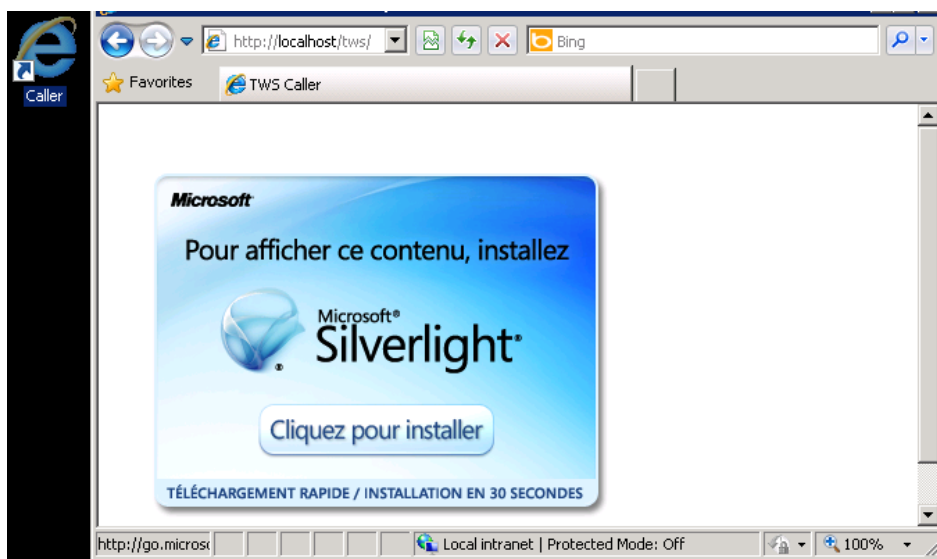 Caller
http://localhost/tws/
Bing
Favorites
TWS Caller
Microsoft
Pour afficher ce contenu, installez
Microsoft®
Silverlight®
Cliquez pour installer
TÉLÉCHARGEMENT RAPIDE / INSTALLATION EN 30 SECONDES
http://go.micros
Local intranet | Protected Mode: Off
100%